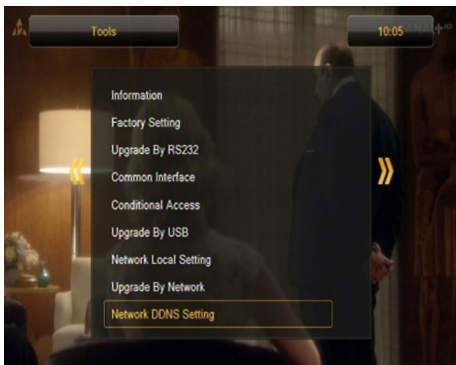 Tools
10:05
Information
Factory Setting
Upgrade By RS232
Common Interface
Conditional Access
Upgrade By USB
Network Local Setting
Upgrade By Network
Network DDNS Setting